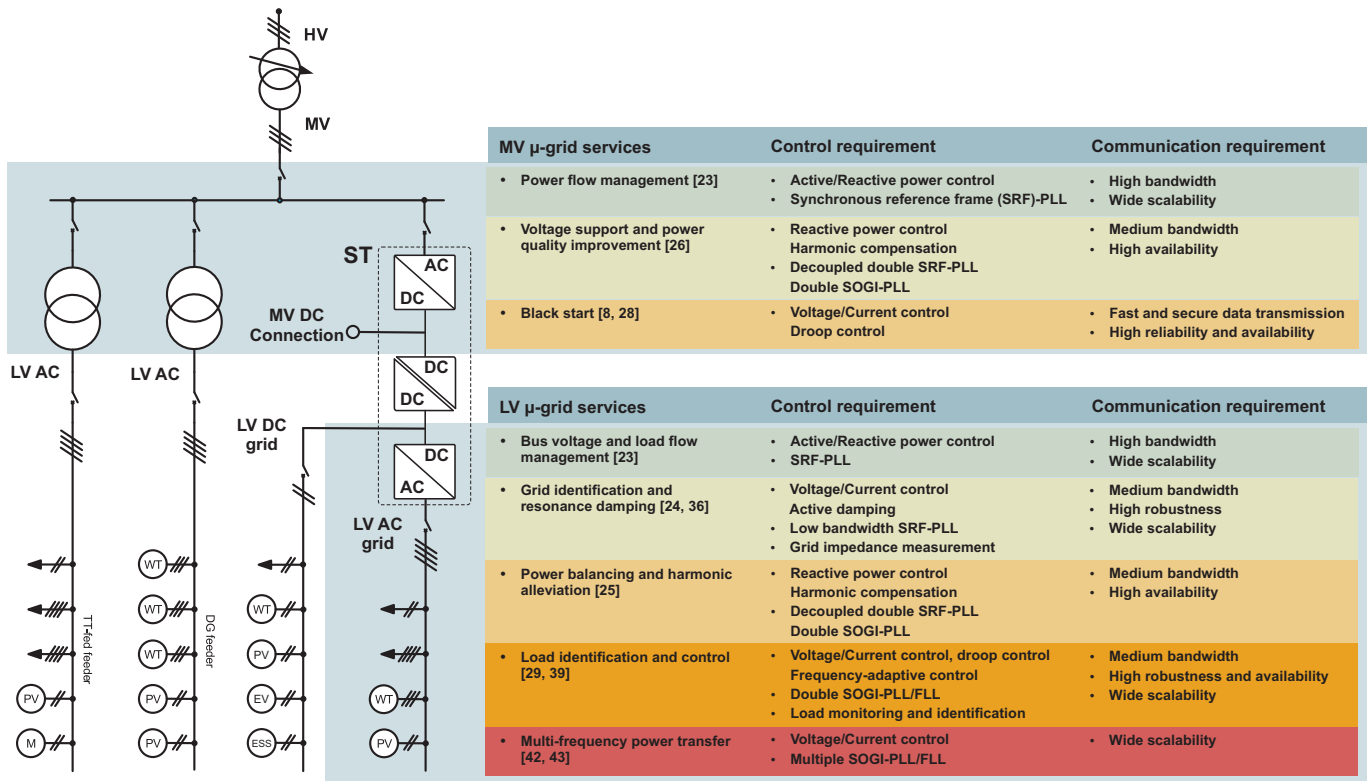 HV
MV
ST
AC
DC
MV DC
Connection
DC
DC
LV AC
LV AC
LV DC
grid
DC
AC
LV AC
grid
TT-fed feeder
PV
M
DG feeder
WT
WT
WT
PV
PV
WT
PV
EV
ESS
WT
PV
MV μ-grid services Control requirement Communication requirement
• Power flow management [23]
• Active/Reactive power control
• Synchronous reference frame (SRF)-PLL
• High bandwidth
• Wide scalability
• Voltage support and power
quality improvement [26]
• Reactive power control
Harmonic compensation
• Decoupled double SRF-PLL
Double SOGI-PLL
• Medium bandwidth
• High availability
• Black start [8, 28]
• Voltage/Current control
Droop control
• Fast and secure data transmission
• High reliability and availability
LV μ-grid services Control requirement Communication requirement
• Bus voltage and load flow
management [23]
• Active/Reactive power control
• SRF-PLL
• High bandwidth
• Wide scalability
• Grid identification and
resonance damping [24, 36]
• Voltage/Current control
Active damping
• Low bandwidth SRF-PLL
• Grid impedance measurement
• Medium bandwidth
• High robustness
• Wide scalability
• Power balancing and harmonic
alleviation [25]
• Reactive power control
Harmonic compensation
• Decoupled double SRF-PLL
Double SOGI-PLL
• Medium bandwidth
• High availability
• Load identification and control
[29, 39]
• Voltage/Current control, droop control
Frequency-adaptive control
• Double SOGI-PLL/FLL
• Load monitoring and identification
• Medium bandwidth
• High robustness and availability
• Wide scalability
• Multi-frequency power transfer
[42, 43]
• Voltage/Current control
• Multiple SOGI-PLL/FLL
• Wide scalability